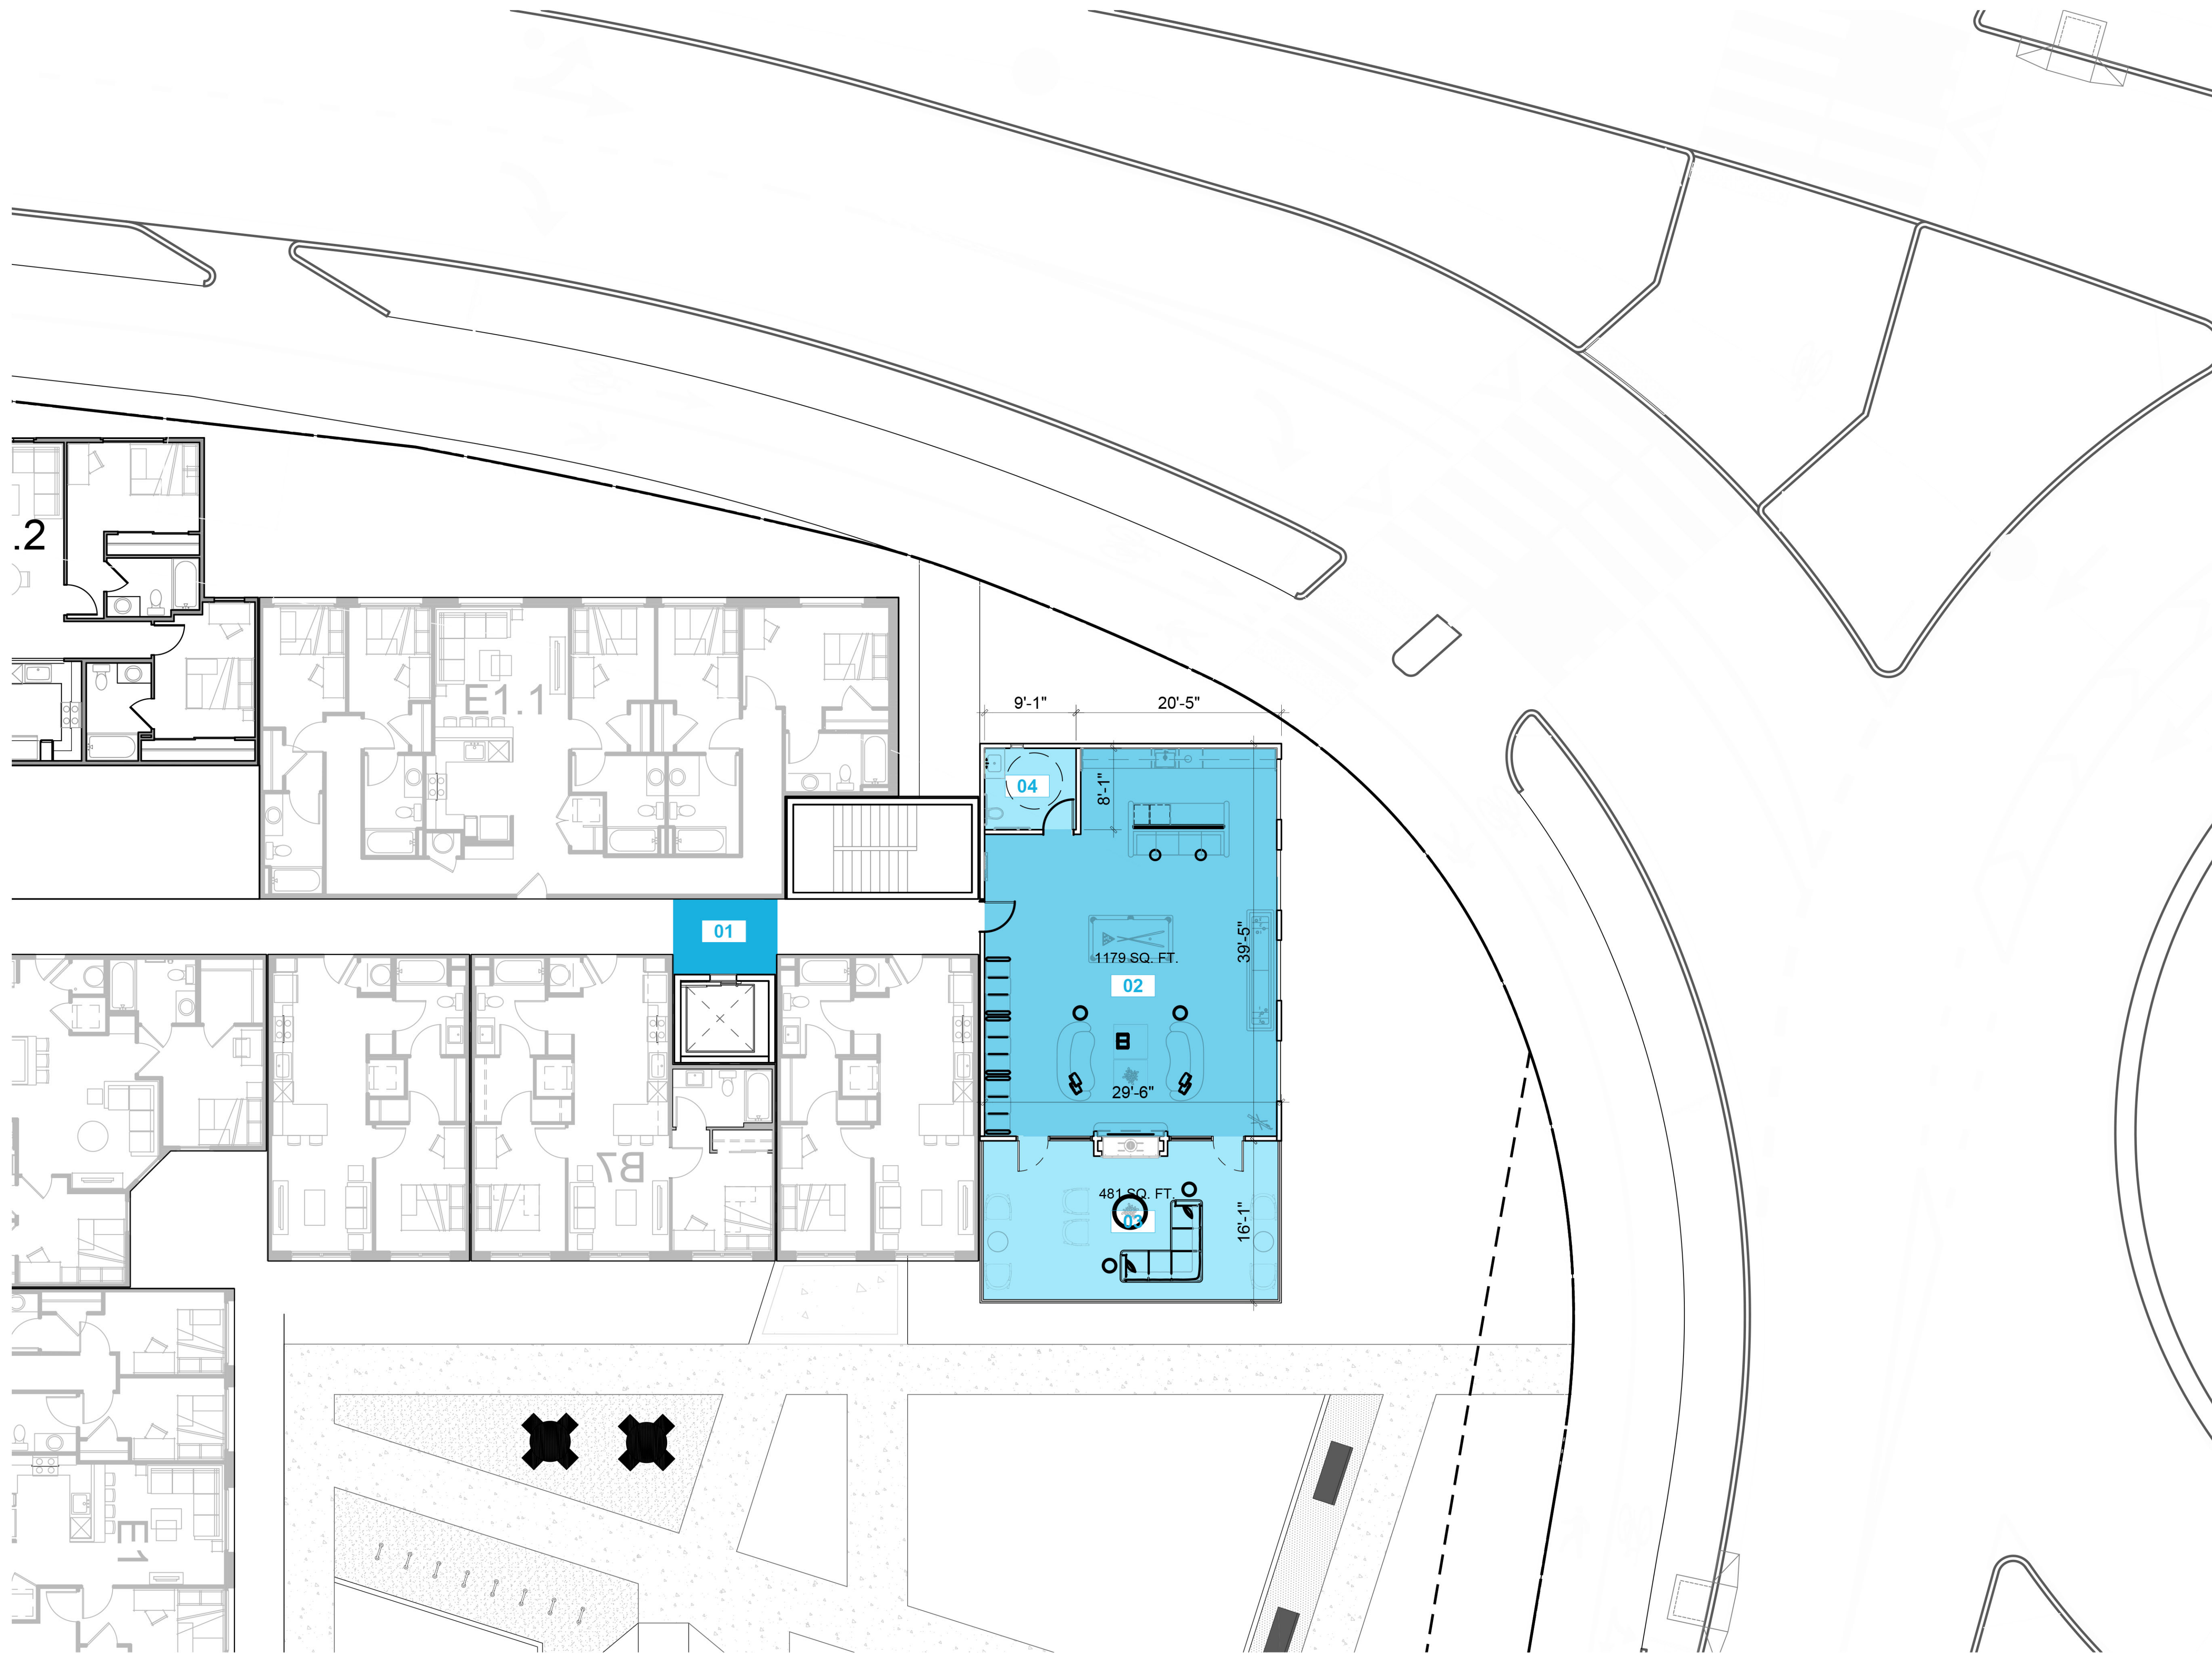 .2
E1.1
9'-1"
20'-5"
04
8'-1"
01
39'-5"
1179 SQ. FT.
02
29'-6"
B7
481 SQ. FT.
03
16'-1"
E1